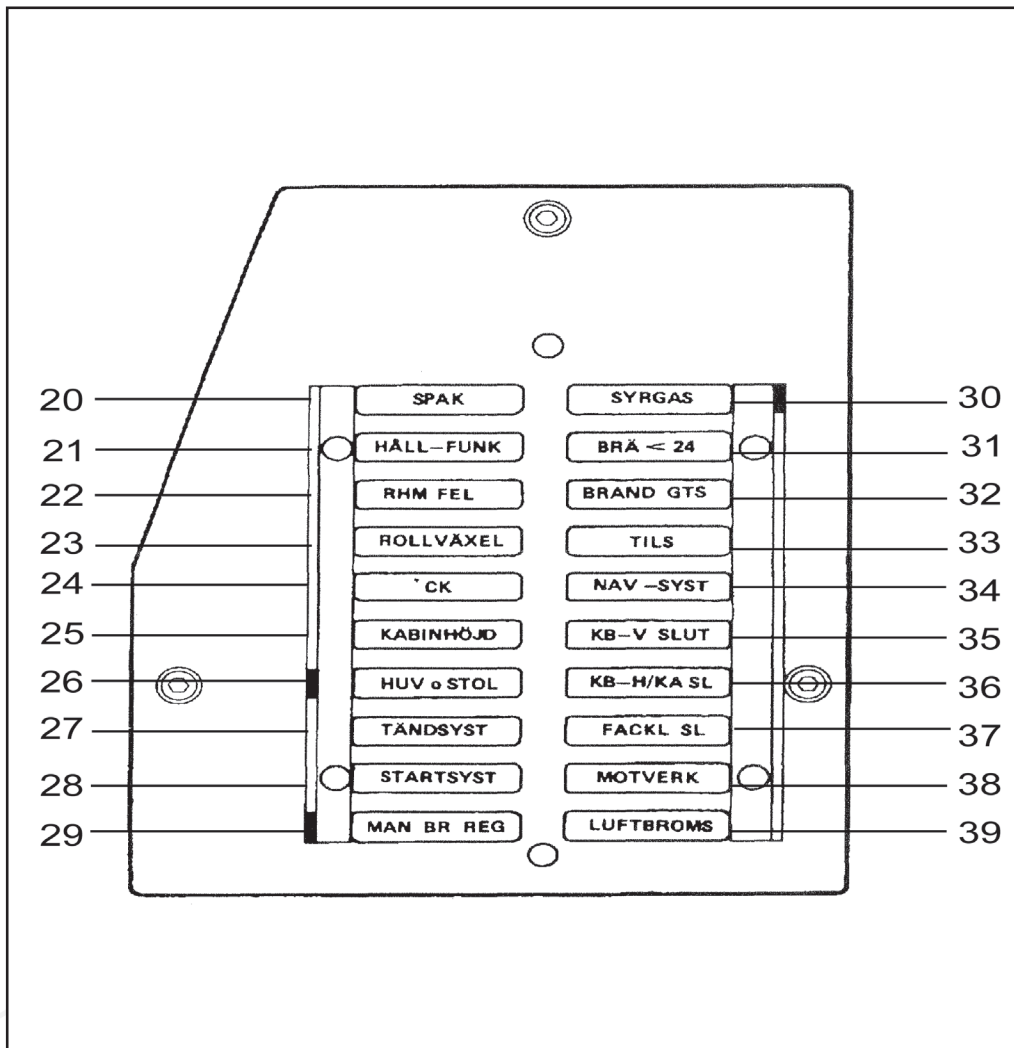 20 SPAK SYRGAS 30
21 HÅLL-FUNK BRÄ < 24 31
22 RHM FEL BRAND GTS 32
23 ROLLVÄXEL TILS 33
24 CK NAV-SYST 34
25 KABINHÖJD KB-V SLUT 35
26 HUV o STOL KB-H/KA SL 36
27 TÄNDSYST FACKL SL 37
28 STARTSYST MOTVERK 38
29 MAN BR REG LUFTBROMS 39